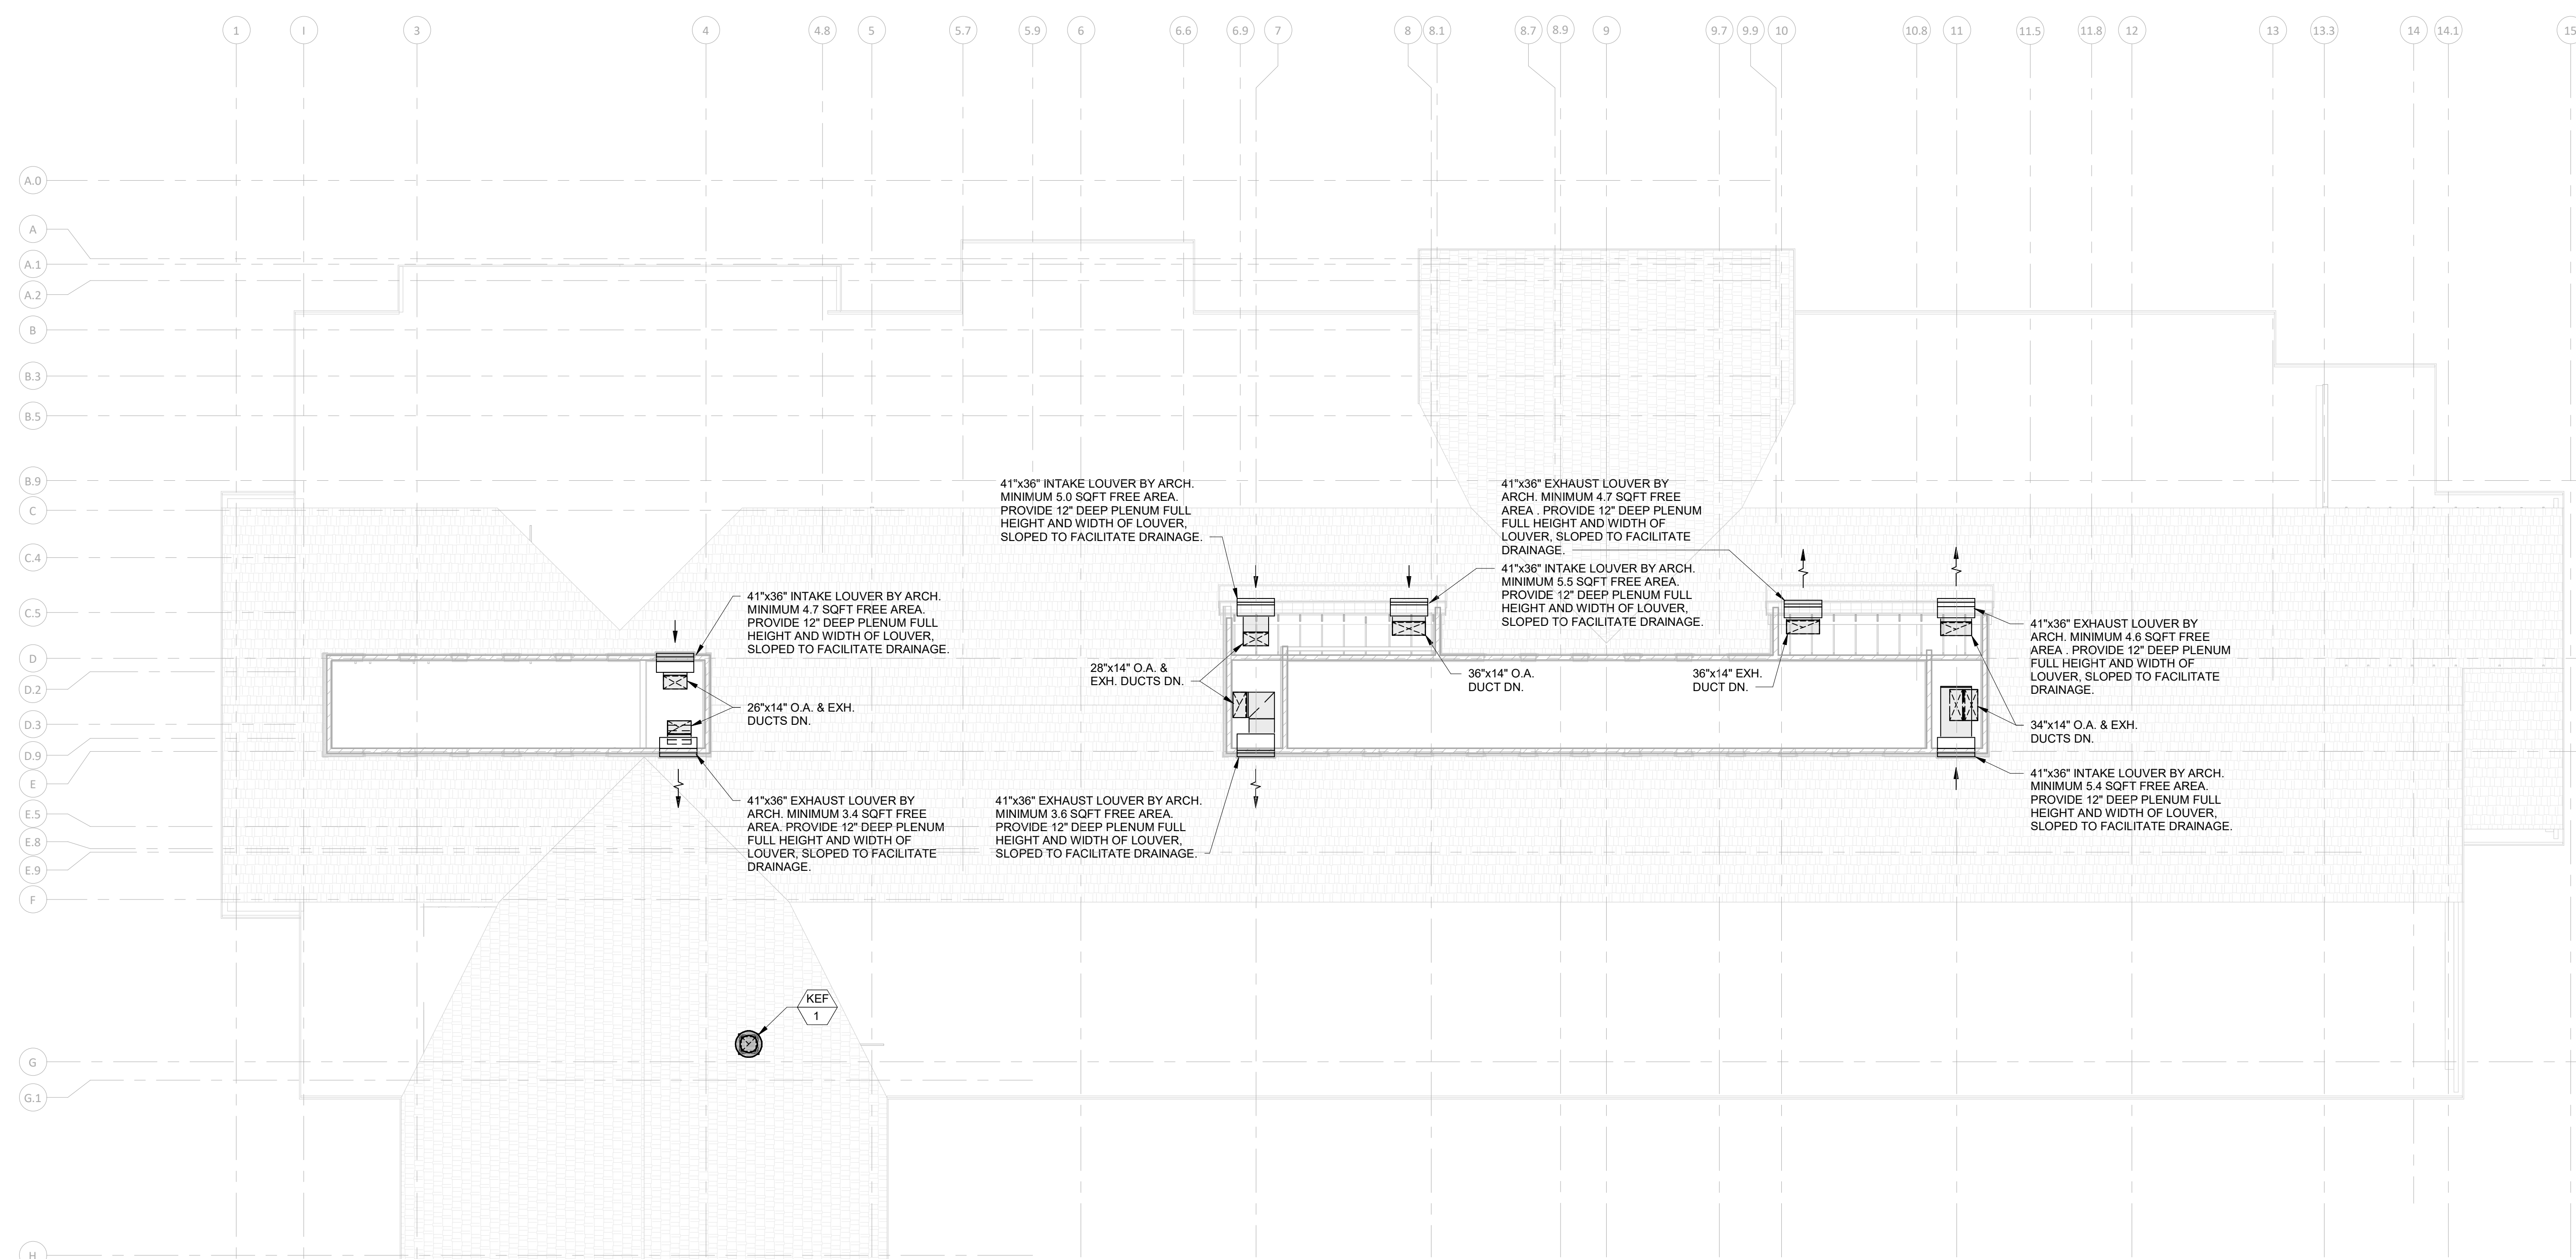 1
I
3
4
4.8
5
5.7
5.9
6
6.6
6.9
7
8
8.1
8.7
8.9
9
9.7
9.9
10
10.8
11
11.5
11.8
12
13
13.3
14
14.1
15
A.0
A
A.1
A.2
B
B.3
B.5
B.9
C
C.4
C.5
D
D.2
D.3
D.9
E
E.5
E.8
E.9
F
G
G.1
H
41"x36" INTAKE LOUVER BY ARCH.
MINIMUM 5.0 SQFT FREE AREA.
PROVIDE 12" DEEP PLENUM FULL
HEIGHT AND WIDTH OF LOUVER,
SLOPED TO FACILITATE DRAINAGE.
41"x36" EXHAUST LOUVER BY
ARCH. MINIMUM 4.7 SQFT FREE
AREA . PROVIDE 12" DEEP PLENUM
FULL HEIGHT AND WIDTH OF
LOUVER, SLOPED TO FACILITATE
DRAINAGE.
41"x36" INTAKE LOUVER BY ARCH.
MINIMUM 5.5 SQFT FREE AREA.
PROVIDE 12" DEEP PLENUM FULL
HEIGHT AND WIDTH OF LOUVER,
SLOPED TO FACILITATE DRAINAGE.
41"x36" INTAKE LOUVER BY ARCH.
MINIMUM 4.7 SQFT FREE AREA.
PROVIDE 12" DEEP PLENUM FULL
HEIGHT AND WIDTH OF LOUVER,
SLOPED TO FACILITATE DRAINAGE.
41"x36" EXHAUST LOUVER BY
ARCH. MINIMUM 4.6 SQFT FREE
AREA . PROVIDE 12" DEEP PLENUM
FULL HEIGHT AND WIDTH OF
LOUVER, SLOPED TO FACILITATE
DRAINAGE.
28"x14" O.A. &
EXH. DUCTS DN.
36"x14" O.A.
DUCT DN.
36"x14" EXH.
DUCT DN.
26"x14" O.A. & EXH.
DUCTS DN.
34"x14" O.A. & EXH.
DUCTS DN.
41"x36" EXHAUST LOUVER BY
ARCH. MINIMUM 3.4 SQFT FREE
AREA. PROVIDE 12" DEEP PLENUM
FULL HEIGHT AND WIDTH OF
LOUVER, SLOPED TO FACILITATE
DRAINAGE.
41"x36" EXHAUST LOUVER BY ARCH.
MINIMUM 3.6 SQFT FREE AREA.
PROVIDE 12" DEEP PLENUM FULL
HEIGHT AND WIDTH OF LOUVER,
SLOPED TO FACILITATE DRAINAGE.
41"x36" INTAKE LOUVER BY ARCH.
MINIMUM 5.4 SQFT FREE AREA.
PROVIDE 12" DEEP PLENUM FULL
HEIGHT AND WIDTH OF LOUVER,
SLOPED TO FACILITATE DRAINAGE.
KEF
1